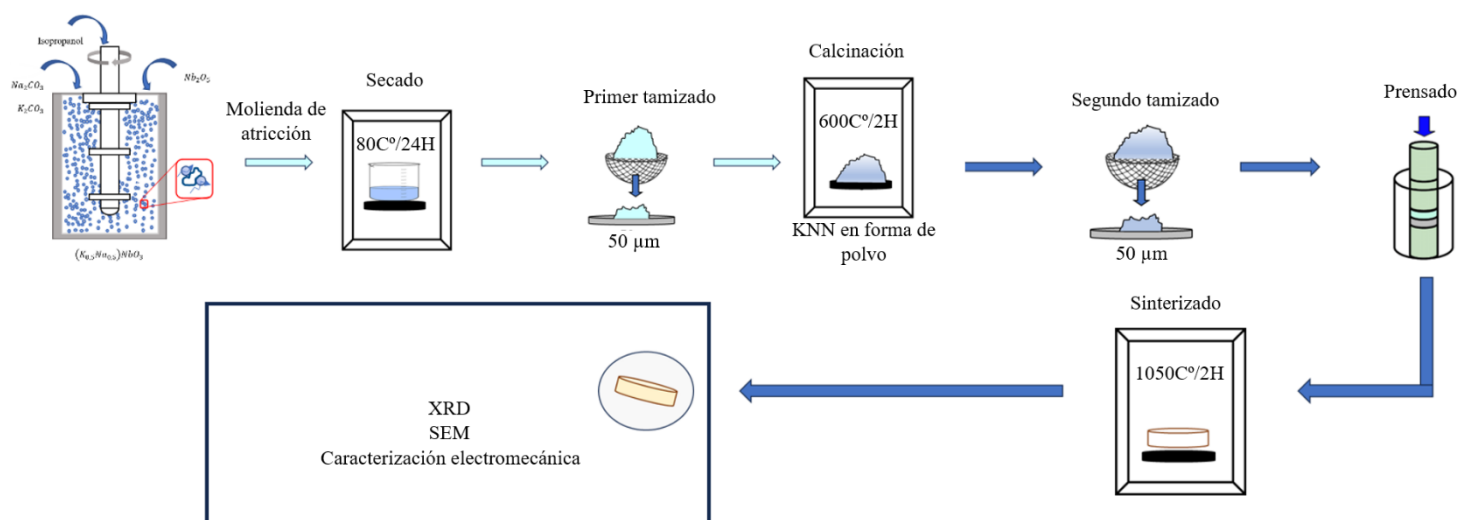 Isopropanol
Na₂CO₃
K₂CO₃
Nb₂O₅
(K₀.₅Na₀.₅)NbO₃
Molienda de
atricción
Secado
80Cº/24H
Primer tamizado
50 µm
Calcinación
600Cº/2H
KNN en forma de
polvo
Segundo tamizado
50 µm
Prensado
Sinterizado
1050Cº/2H
XRD
SEM
Caracterización electromecánica